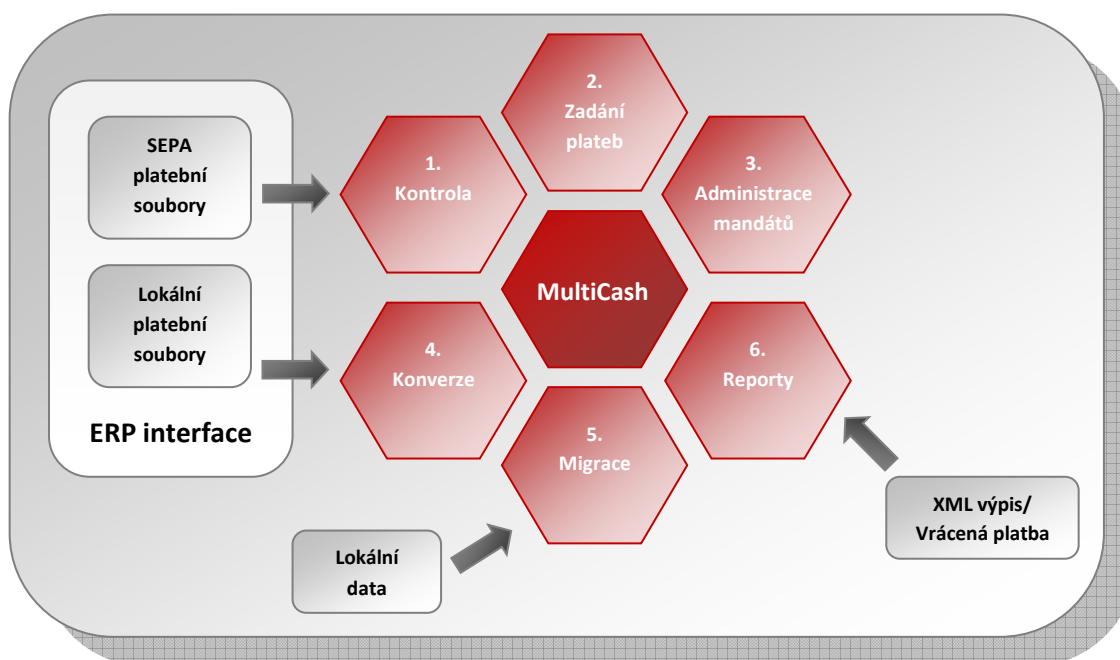 SEPA
platební
soubory
Lokální
platební
soubory
ERP interface
1.
Kontrola
2.
Zadání
plateb
3.
Administrace
mandátů
MultiCash
4.
Konverze
5.
Migrace
6.
Reporty
Lokální
data
XML výpis/
Vrácená platba